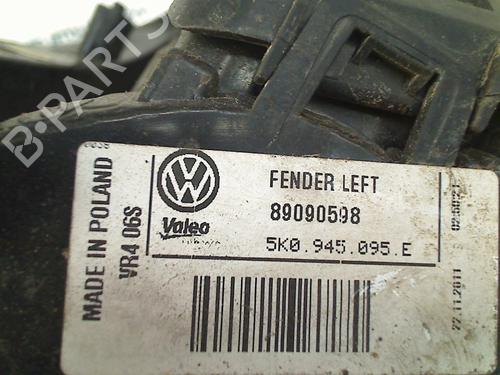 B-PARTS
MADE IN POLAND
VR4 06S
Valeo
FENDER LEFT
89090598
5K0.945.095.E
22.11.2011